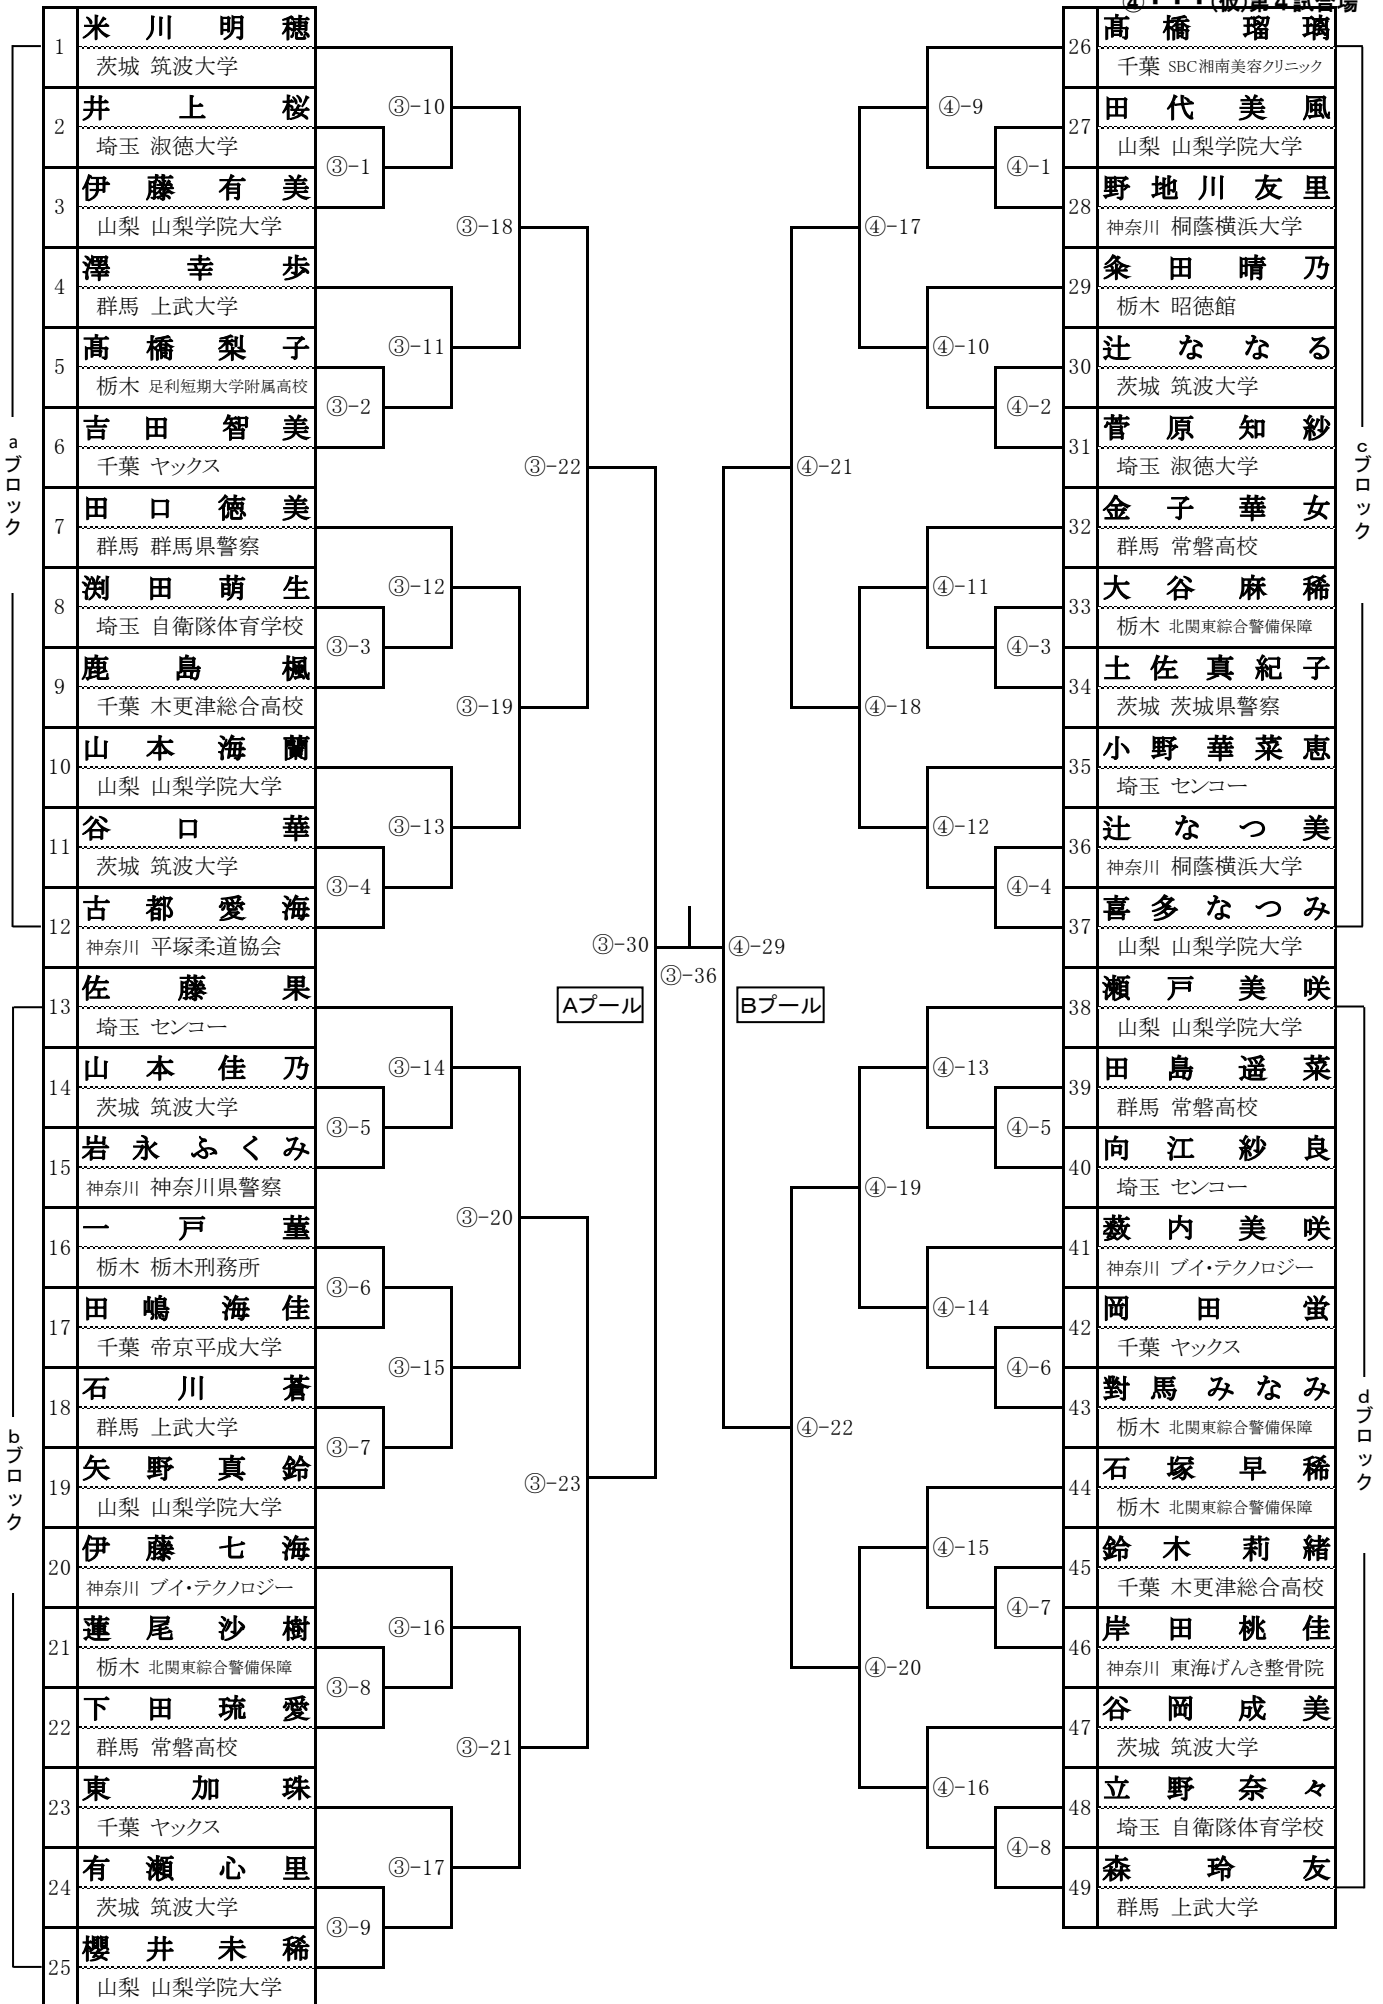 ④・・・(仮)第4試合場
1
米川明穂
茨城 筑波大学
2
井上桜
埼玉 淑徳大学
3
伊藤有美
山梨 山梨学院大学
4
澤幸歩
群馬 上武大学
5
髙橋梨子
栃木 足利短期大学附属高校
6
吉田智美
千葉 ヤックス
7
田口徳美
群馬 群馬県警察
8
渕田萌生
埼玉 自衛隊体育学校
9
鹿島楓
千葉 木更津総合高校
10
山本海蘭
山梨 山梨学院大学
11
谷口華
茨城 筑波大学
12
古都愛海
神奈川 平塚柔道協会
13
佐藤果
埼玉 センコー
14
山本佳乃
茨城 筑波大学
15
岩永ふくみ
神奈川 神奈川県警察
16
一戸菫
栃木 栃木刑務所
17
田嶋海佳
千葉 帝京平成大学
18
石川蒼
群馬 上武大学
19
矢野真鈴
山梨 山梨学院大学
20
伊藤七海
神奈川 ブイ・テクノロジー
21
蓮尾沙樹
栃木 北関東綜合警備保障
22
下田琉愛
群馬 常磐高校
23
東加珠
千葉 ヤックス
24
有瀬心里
茨城 筑波大学
25
櫻井未稀
山梨 山梨学院大学
aブロック
bブロック
③-1
③-2
③-3
③-4
③-5
③-6
③-7
③-8
③-9
③-10
③-11
③-12
③-13
③-14
③-15
③-16
③-17
③-18
③-19
③-20
③-21
③-22
③-23
③-30
③-36
Aプール
Bプール
④-29
④-21
④-22
④-17
④-18
④-19
④-20
④-9
④-10
④-11
④-12
④-13
④-14
④-15
④-16
④-1
④-2
④-3
④-4
④-5
④-6
④-7
④-8
26
髙橋瑠璃
千葉 SBC湘南美容クリニック
27
田代美風
山梨 山梨学院大学
28
野地川友里
神奈川 桐蔭横浜大学
29
粂田晴乃
栃木 昭徳館
30
辻ななる
茨城 筑波大学
31
菅原知紗
埼玉 淑徳大学
32
金子華女
群馬 常磐高校
33
大谷麻稀
栃木 北関東綜合警備保障
34
土佐真紀子
茨城 茨城県警察
35
小野華菜恵
埼玉 センコー
36
辻なつ美
神奈川 桐蔭横浜大学
37
喜多なつみ
山梨 山梨学院大学
38
瀬戸美咲
山梨 山梨学院大学
39
田島遥菜
群馬 常磐高校
40
向江紗良
埼玉 センコー
41
薮内美咲
神奈川 ブイ・テクノロジー
42
岡田蛍
千葉 ヤックス
43
對馬みなみ
栃木 北関東綜合警備保障
44
石塚早稀
栃木 北関東綜合警備保障
45
鈴木莉緒
千葉 木更津総合高校
46
岸田桃佳
神奈川 東海げんき整骨院
47
谷岡成美
茨城 筑波大学
48
立野奈々
埼玉 自衛隊体育学校
49
森玲友
群馬 上武大学
cブロック
dブロック